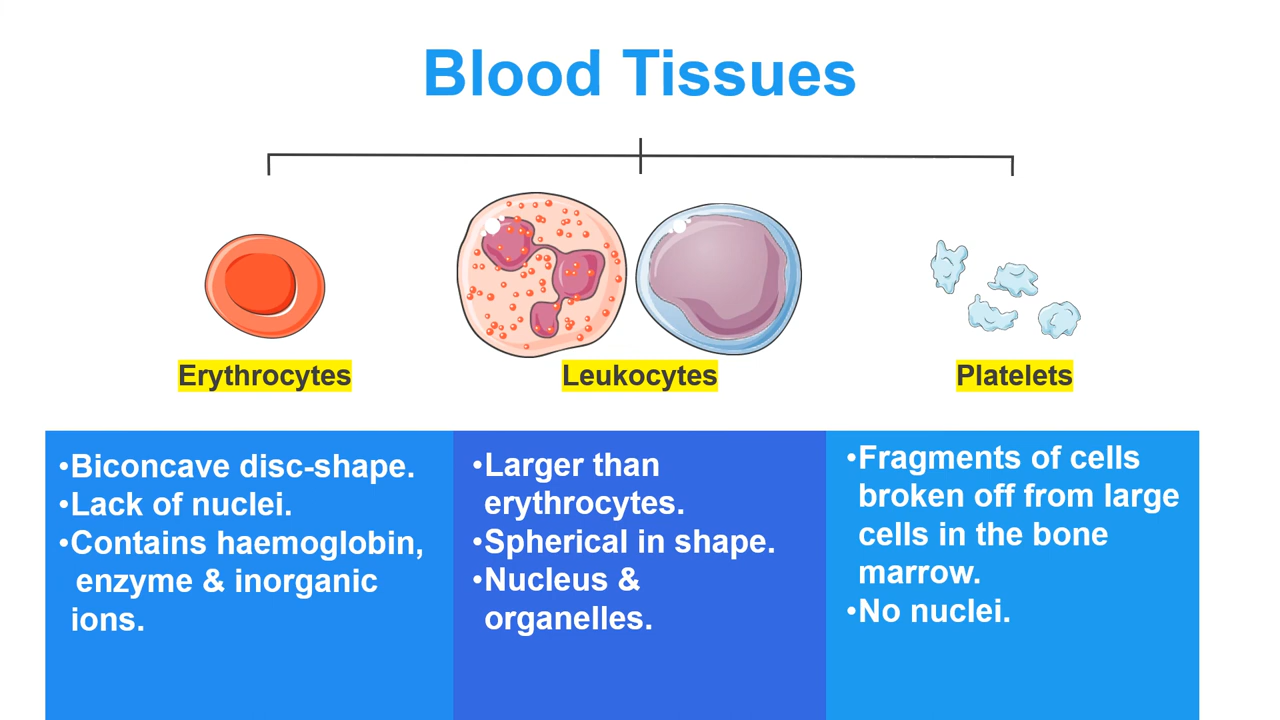 Blood Tissues
Erythrocytes
Leukocytes
Platelets
•Biconcave disc-shape.
•Lack of nuclei.
•Contains haemoglobin,
enzyme & inorganic
ions.
•Larger than
erythrocytes.
•Spherical in shape.
•Nucleus &
organelles.
•Fragments of cells
broken off from large
cells in the bone
marrow.
•No nuclei.